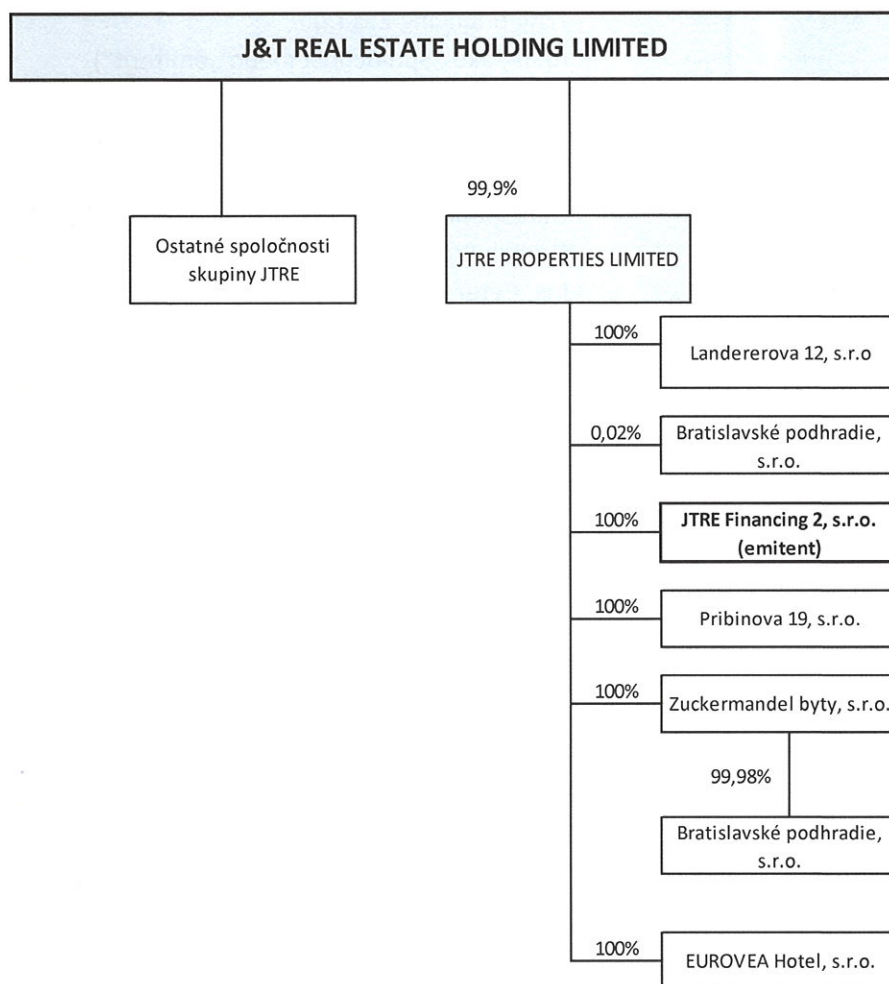 J&T REAL ESTATE HOLDING LIMITED
99,9%
Ostatné spoločnosti
skupiny JTRE
JTRE PROPERTIES LIMITED
100%
Landererova 12, s.r.o
0,02%
Bratislavské podhradie,
s.r.o.
100%
JTRE Financing 2, s.r.o.
(emitent)
100%
Pribinova 19, s.r.o.
100%
Zuckermandel byty, s.r.o.
99,98%
Bratislavské podhradie,
s.r.o.
100%
EUROVEA Hotel, s.r.o.